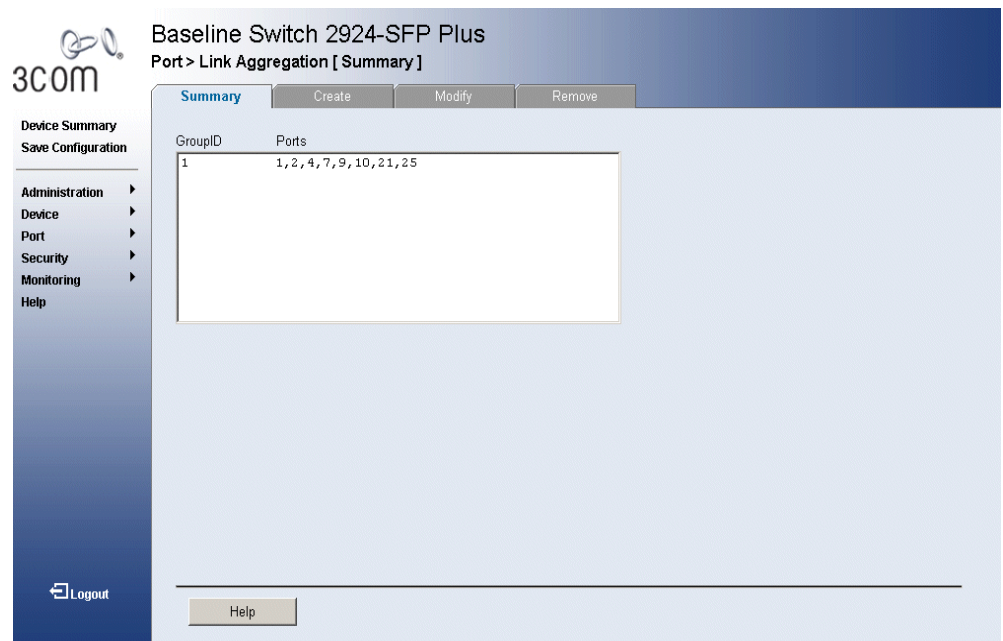 3com
Baseline Switch 2924-SFP Plus
Port > Link Aggregation [ Summary ]
Summary
Create
Modify
Remove
Device Summary
Save Configuration
Administration
Device
Port
Security
Monitoring
Help
GroupID Ports
1 1,2,4,7,9,10,21,25
Logout
Help